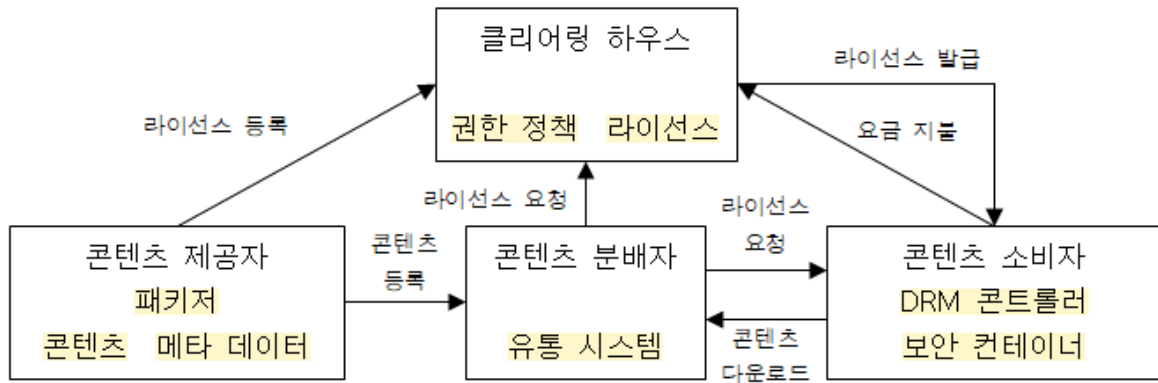 클리어링 하우스
권한 정책 라이선스
라이선스 등록
라이선스 발급
요금 지불
라이선스 요청
라이선스
요청
콘텐츠 제공자
패키저
콘텐츠 메타 데이터
콘텐츠
등록
콘텐츠 분배자
유통 시스템
콘텐츠
다운로드
콘텐츠 소비자
DRM 콘트롤러
보안 컨테이너